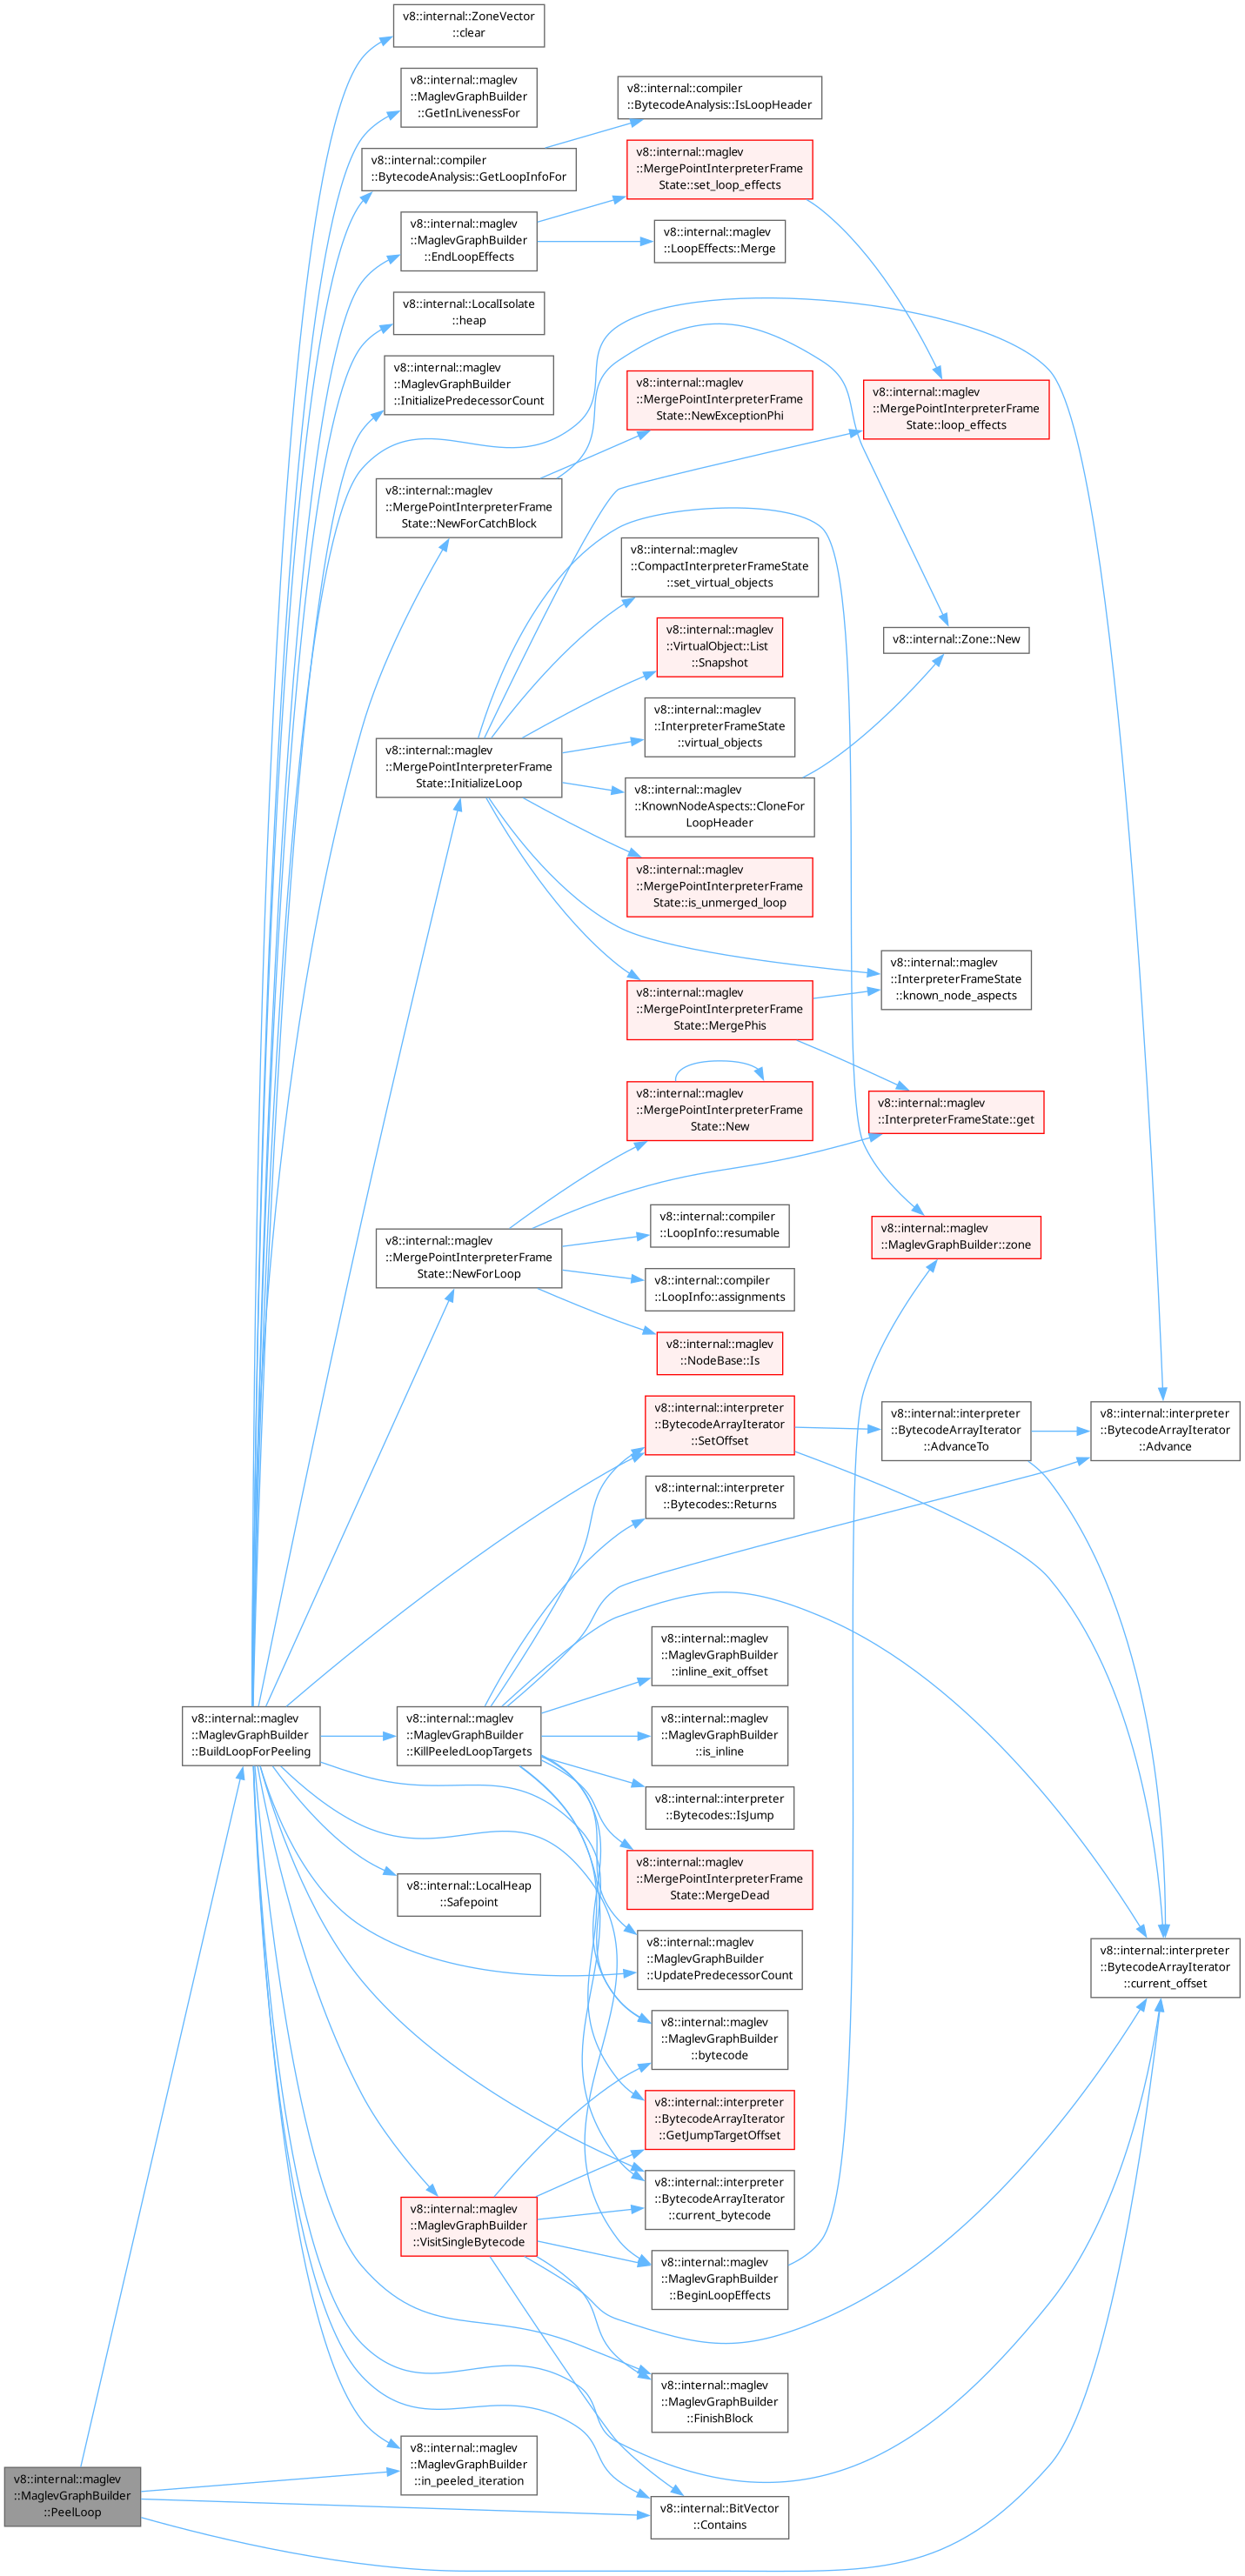 v8::internal::ZoneVector
::clear
v8::internal::maglev
::MaglevGraphBuilder
::GetInLivenessFor
v8::internal::compiler
::BytecodeAnalysis::IsLoopHeader
v8::internal::compiler
::BytecodeAnalysis::GetLoopInfoFor
v8::internal::maglev
::MergePointInterpreterFrame
State::set_loop_effects
v8::internal::maglev
::MaglevGraphBuilder
::EndLoopEffects
v8::internal::maglev
::LoopEffects::Merge
v8::internal::LocalIsolate
::heap
v8::internal::maglev
::MaglevGraphBuilder
::InitializePredecessorCount
v8::internal::maglev
::MergePointInterpreterFrame
State::NewExceptionPhi
v8::internal::maglev
::MergePointInterpreterFrame
State::loop_effects
v8::internal::maglev
::MergePointInterpreterFrame
State::NewForCatchBlock
v8::internal::maglev
::CompactInterpreterFrameState
::set_virtual_objects
v8::internal::maglev
::VirtualObject::List
::Snapshot
v8::internal::Zone::New
v8::internal::maglev
::InterpreterFrameState
::virtual_objects
v8::internal::maglev
::MergePointInterpreterFrame
State::InitializeLoop
v8::internal::maglev
::KnownNodeAspects::CloneFor
LoopHeader
v8::internal::maglev
::MergePointInterpreterFrame
State::is_unmerged_loop
v8::internal::maglev
::InterpreterFrameState
::known_node_aspects
v8::internal::maglev
::MergePointInterpreterFrame
State::MergePhis
v8::internal::maglev
::MergePointInterpreterFrame
State::New
v8::internal::maglev
::InterpreterFrameState::get
v8::internal::compiler
::LoopInfo::resumable
v8::internal::maglev
::MaglevGraphBuilder::zone
v8::internal::maglev
::MergePointInterpreterFrame
State::NewForLoop
v8::internal::compiler
::LoopInfo::assignments
v8::internal::maglev
::NodeBase::Is
v8::internal::interpreter
::BytecodeArrayIterator
::SetOffset
v8::internal::interpreter
::BytecodeArrayIterator
::AdvanceTo
v8::internal::interpreter
::BytecodeArrayIterator
::Advance
v8::internal::interpreter
::Bytecodes::Returns
v8::internal::maglev
::MaglevGraphBuilder
::inline_exit_offset
v8::internal::maglev
::MaglevGraphBuilder
::BuildLoopForPeeling
v8::internal::maglev
::MaglevGraphBuilder
::KillPeeledLoopTargets
v8::internal::maglev
::MaglevGraphBuilder
::is_inline
v8::internal::interpreter
::Bytecodes::IsJump
v8::internal::LocalHeap
::Safepoint
v8::internal::maglev
::MergePointInterpreterFrame
State::MergeDead
v8::internal::maglev
::MaglevGraphBuilder
::UpdatePredecessorCount
v8::internal::interpreter
::BytecodeArrayIterator
::current_offset
v8::internal::maglev
::MaglevGraphBuilder
::bytecode
v8::internal::interpreter
::BytecodeArrayIterator
::GetJumpTargetOffset
v8::internal::maglev
::MaglevGraphBuilder
::VisitSingleBytecode
v8::internal::interpreter
::BytecodeArrayIterator
::current_bytecode
v8::internal::maglev
::MaglevGraphBuilder
::BeginLoopEffects
v8::internal::maglev
::MaglevGraphBuilder
::FinishBlock
v8::internal::maglev
::MaglevGraphBuilder
::in_peeled_iteration
v8::internal::maglev
::MaglevGraphBuilder
::PeelLoop
v8::internal::BitVector
::Contains